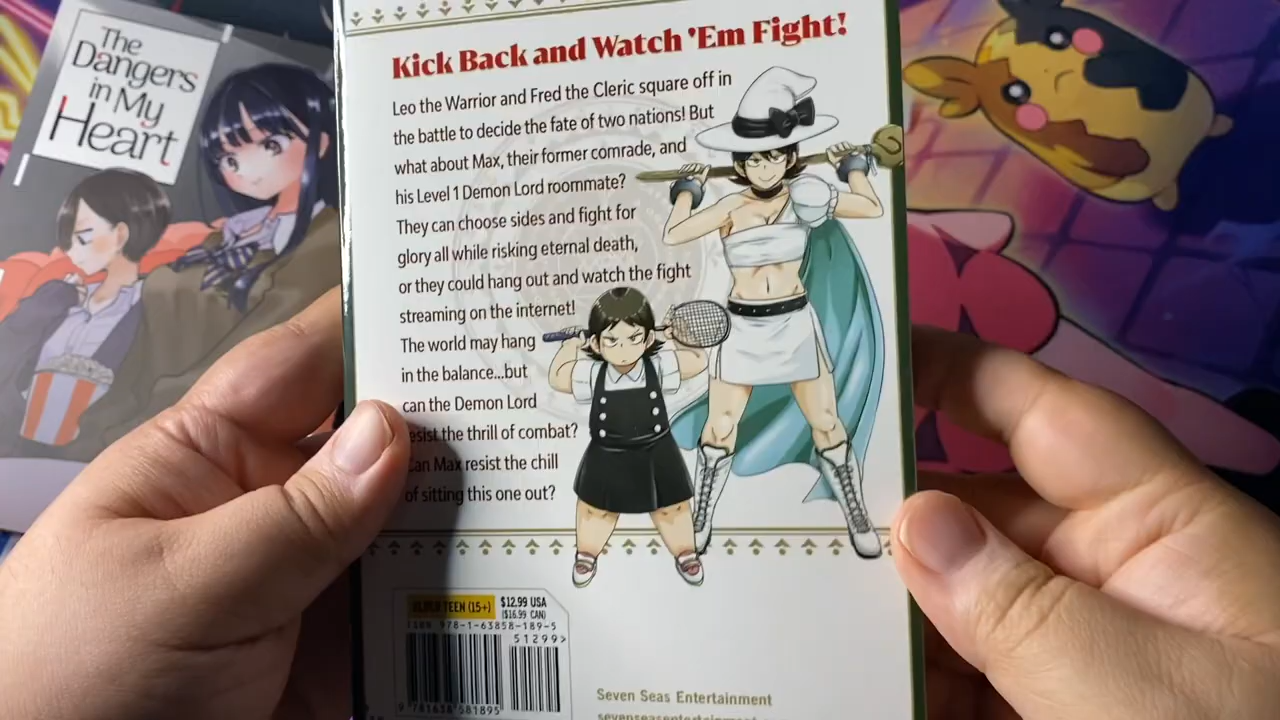 The
Dangers
in My
Heart
Kick Back and Watch 'Em Fight!
Leo the Warrior and Fred the Cleric square off in
the battle to decide the fate of two nations! But
what about Max, their former comrade, and
his Level 1 Demon Lord roommate?
They can choose sides and fight for
glory all while risking eternal death,
or they could hang out and watch the fight
streaming on the internet!
The world may hang
in the balance...but
can the Demon Lord
resist the thrill of combat?
Can Max resist the chill
of sitting this one out?
OLDER TEEN (15+)
$12.99 USA
($16.99 CAN)
ISBN 978-1-63858-189-5
51299>
9 781638 581895
Seven Seas Entertainment